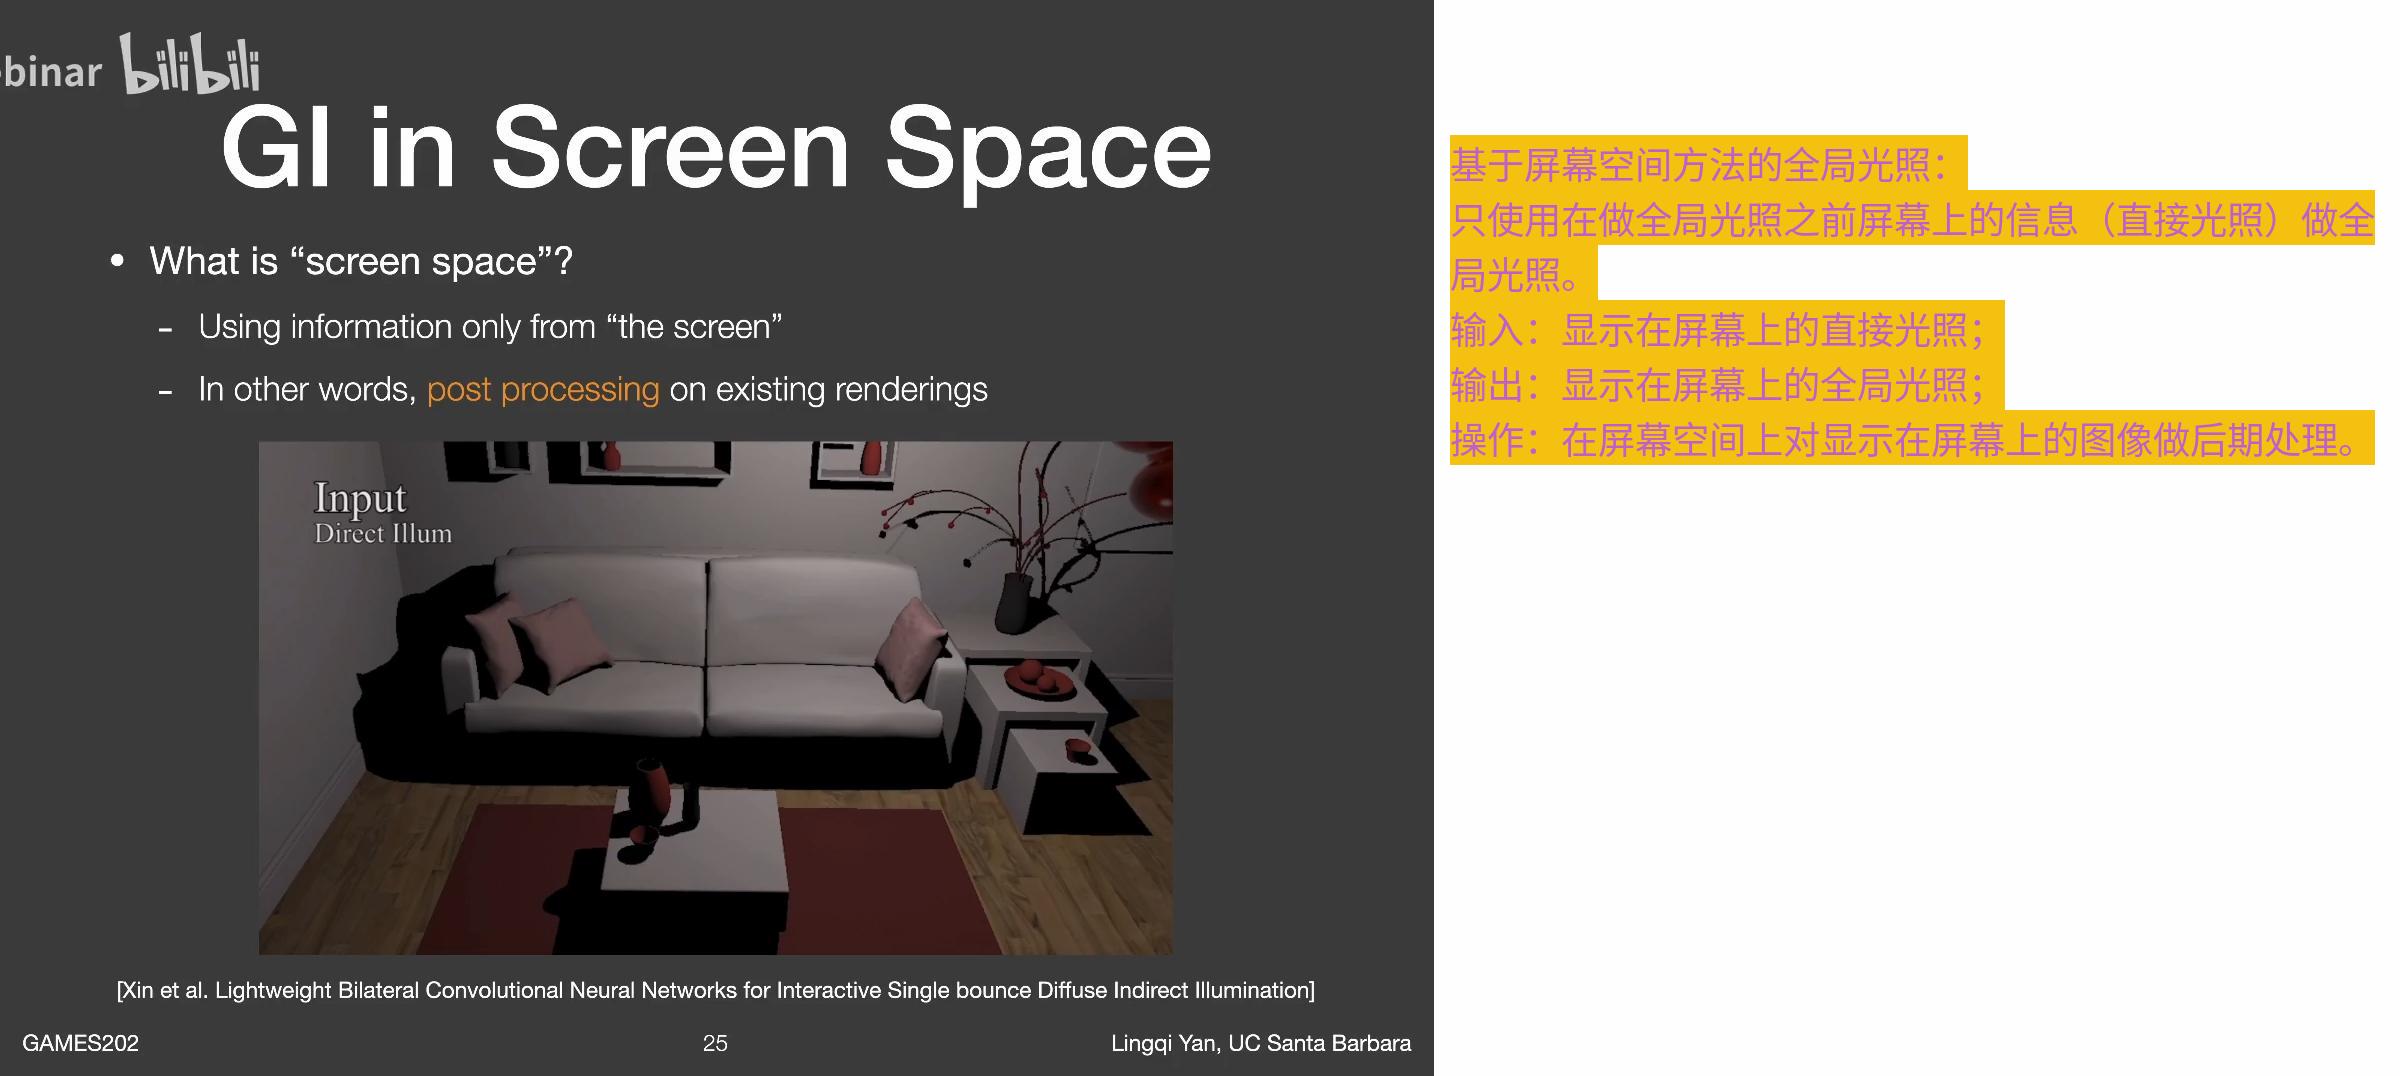 binar bilibili
GI in Screen Space
• What is “screen space”?
- Using information only from “the screen”
- In other words, post processing on existing renderings
Input
Direct Illum
[Xin et al. Lightweight Bilateral Convolutional Neural Networks for Interactive Single bounce Diffuse Indirect Illumination]
GAMES202
25
Lingqi Yan, UC Santa Barbara
基于屏幕空间方法的全局光照：
只使用在做全局光照之前屏幕上的信息（直接光照）做全
局光照。
输入：显示在屏幕上的直接光照；
输出：显示在屏幕上的全局光照；
操作：在屏幕空间上对显示在屏幕上的图像做后期处理。